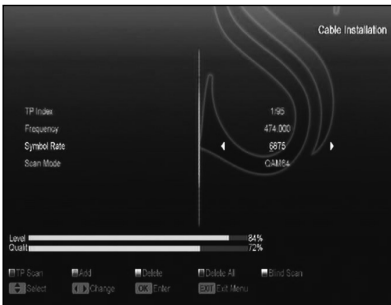 Cable Installation
TP Index 1/95
Frequency 474.000
Symbol Rate 6875
Scan Mode QAM64
Level 84%
Qualit 72%
TP Scan Add Delete Delete All Blind Scan
Select Change OK Enter EXIT Exit Menu